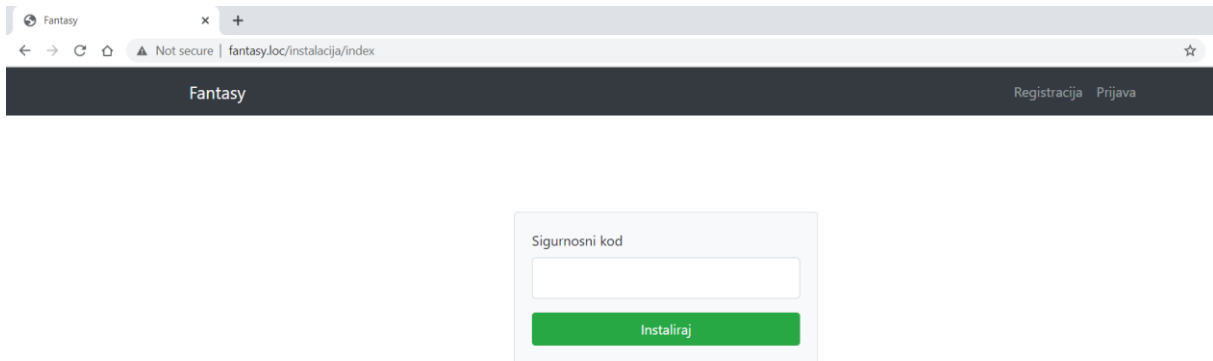 Fantasy
Not secure | fantasy.loc/instalacija/index
Fantasy Registracija Prijava
Sigurnosni kod
Instaliraj